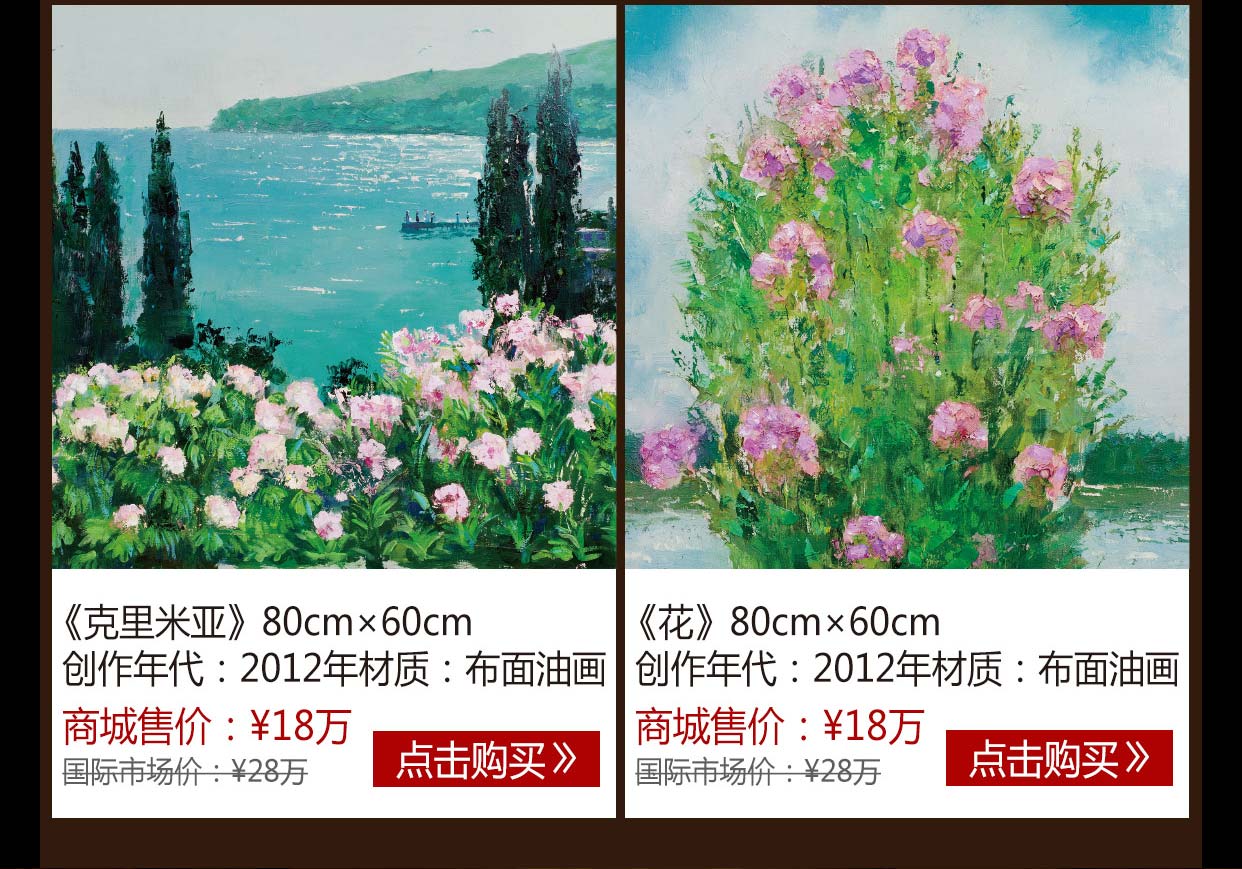 《克里米亚》80cm×60cm
创作年代：2012年材质：布面油画
商城售价：¥18万
国际市场价：¥28万
点击购买》
《花》80cm×60cm
创作年代：2012年材质：布面油画
商城售价：¥18万
国际市场价：¥28万
点击购买》